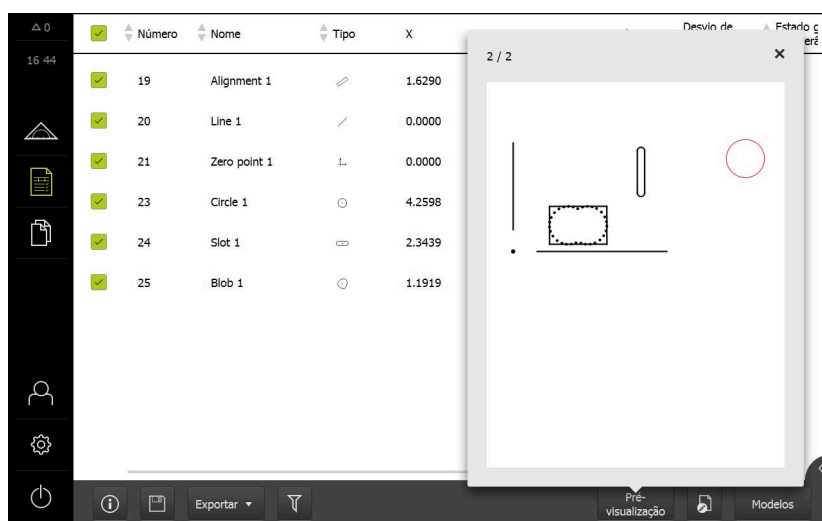 0
16 44
Número Nome Tipo X Desvio de Estado g
19 Alignment 1 1.6290
20 Line 1 0.0000
21 Zero point 1 0.0000
23 Circle 1 4.2598
24 Slot 1 2.3439
25 Blob 1 1.1919
2 / 2
Exportar
Pré-
visualização
Modelos